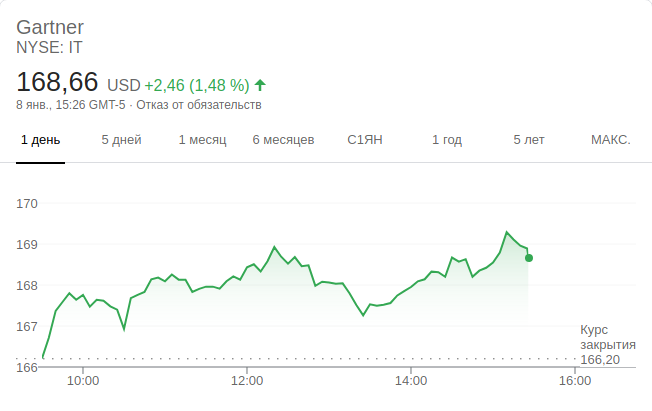 Gartner
NYSE: IT
168,66 USD +2,46 (1,48 %)
8 янв., 15:26 GMT-5 · Отказ от обязательств
1 день 5 дней 1 месяц 6 месяцев С1ЯН 1 год 5 лет МАКС.
170
169
168
167
Курс
закрытия
166,20
166
10:00 12:00 14:00 16:00